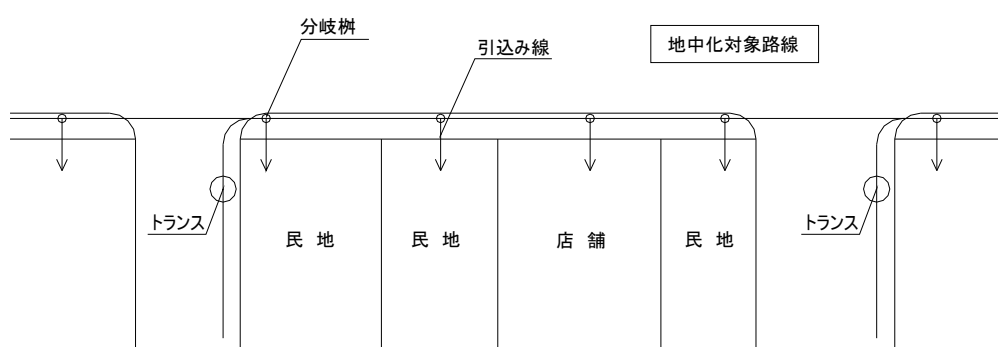 分岐桝
引込み線
地中化対象路線
トランス
民 地
民 地
店 舗
民 地
トランス